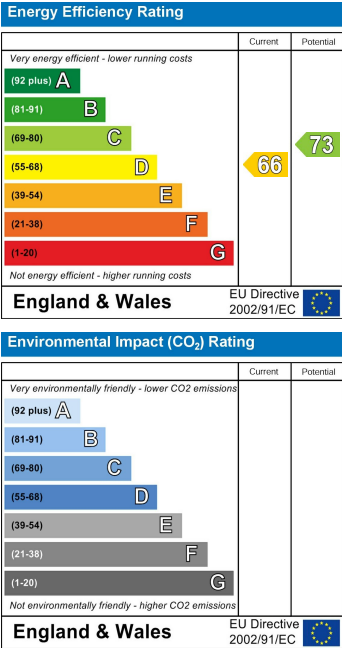 Energy Efficiency Rating
Current Potential
Very energy efficient - lower running costs
(92 plus) A
(81-91) B
(69-80) C
73
(55-68) D
66
(39-54) E
(21-38) F
(1-20) G
Not energy efficient - higher running costs
England & Wales
EU Directive
2002/91/EC
Environmental Impact (CO₂) Rating
Current Potential
Very environmentally friendly - lower CO2 emissions
(92 plus) A
(81-91) B
(69-80) C
(55-68) D
(39-54) E
(21-38) F
(1-20) G
Not environmentally friendly - higher CO2 emissions
England & Wales
EU Directive
2002/91/EC